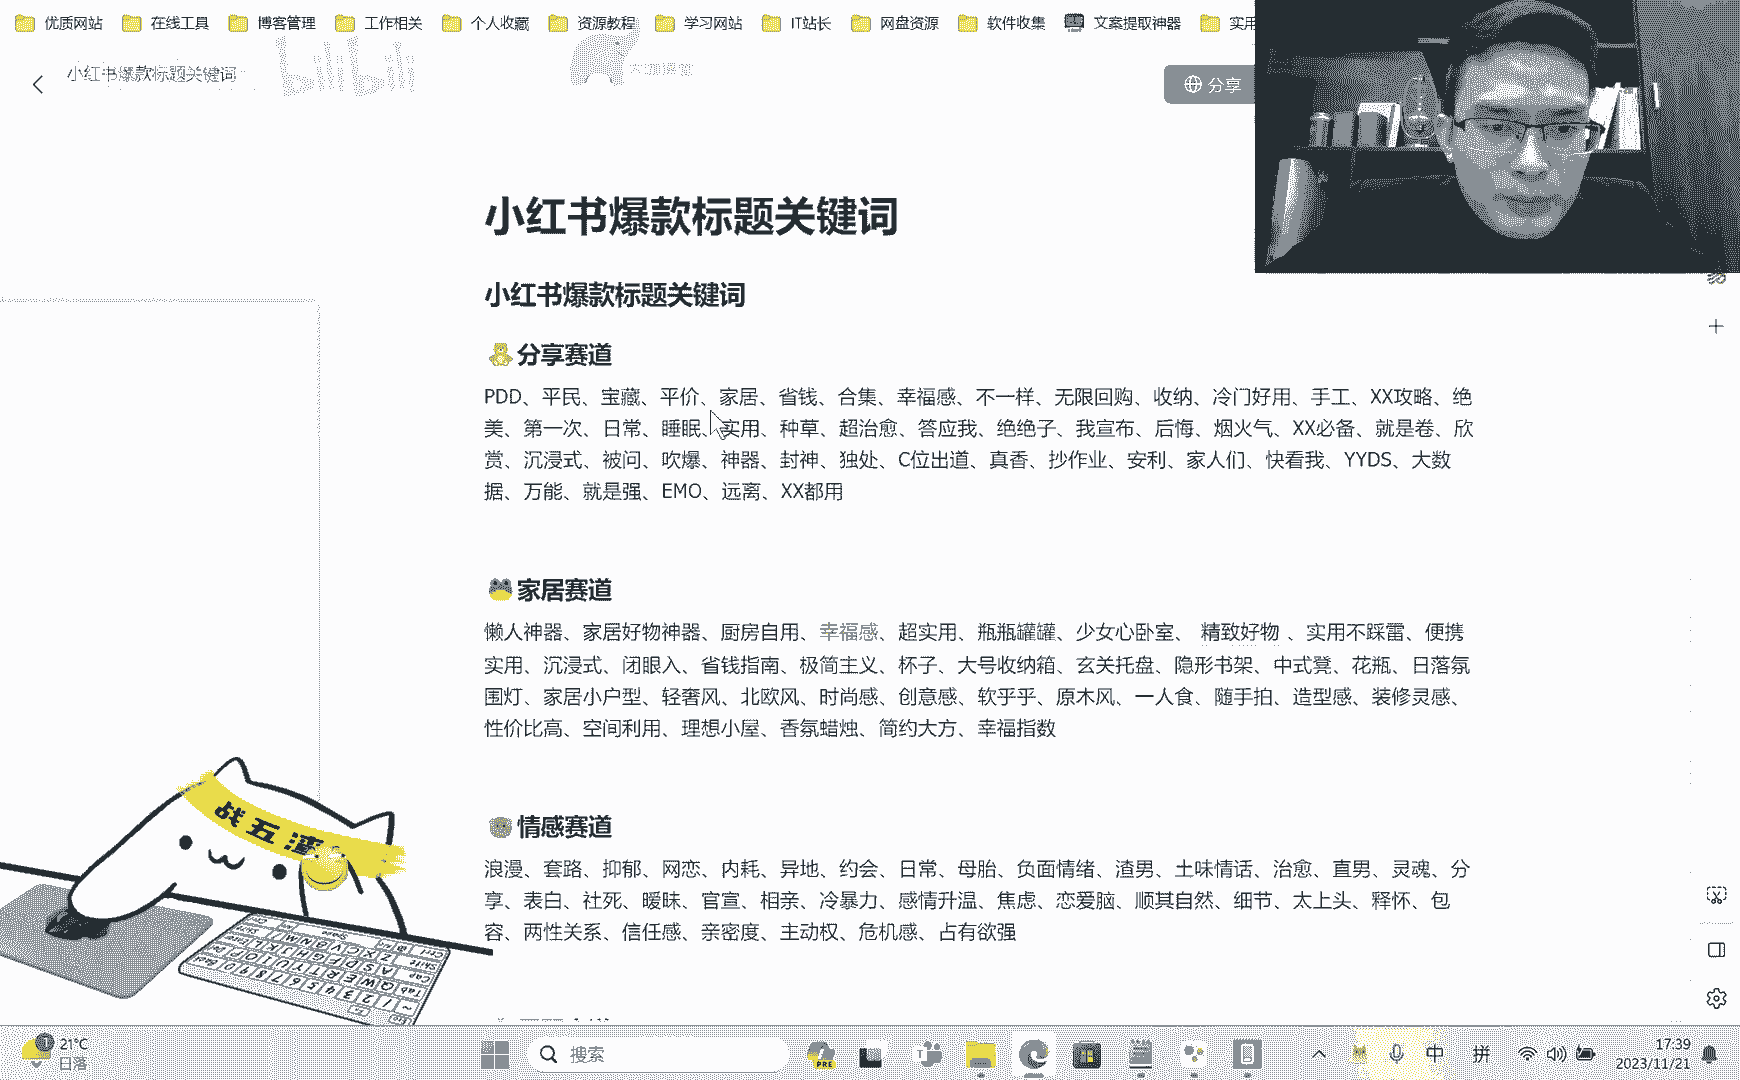 优质网站 在线工具 博客管理 工作相关 个人收藏 资源教程 学习网站 IT站长 网盘资源 软件收集 文案提取神器 实用
小红书爆款标题关键词
bilibili
分享
小红书爆款标题关键词
小红书爆款标题关键词
分享赛道
PDD、平民、宝藏、平价、家居、省钱、合集、幸福感、不一样、无限回购、收纳、冷门好用、手工、XX攻略、绝
美、第一次、日常、睡眠、实用、种草、超治愈、答应我、绝绝子、我宣布、后悔、烟火气、XX必备、就是卷、欣
赏、沉浸式、被问、吹爆、神器、封神、独处、C位出道、真香、抄作业、安利、家人们、快看我、YYDS、大数
据、万能、就是强、EMO、远离、XX都用
家居赛道
懒人神器、家居好物神器、厨房自用、幸福感、超实用、瓶瓶罐罐、少女心卧室、 精致好物 、实用不踩雷、便携
实用、沉浸式、闭眼入、省钱指南、极简主义、杯子、大号收纳箱、玄关托盘、隐形书架、中式凳、花瓶、日落氛
围灯、家居小户型、轻奢风、北欧风、时尚感、创意感、软乎乎、原木风、一人食、随手拍、造型感、装修灵感、
性价比高、空间利用、理想小屋、香氛蜡烛、简约大方、幸福指数
情感赛道
浪漫、套路、抑郁、网恋、内耗、异地、约会、日常、母胎、负面情绪、渣男、土味情话、治愈、直男、灵魂、分
享、表白、社死、暧昧、官宣、相亲、冷暴力、感情升温、焦虑、恋爱脑、顺其自然、细节、太上头、释怀、包
容、两性关系、信任感、亲密度、主动权、危机感、占有欲强
战五渣
21°C
日落
搜索
PRE
中
拼
17:39
2023/11/21